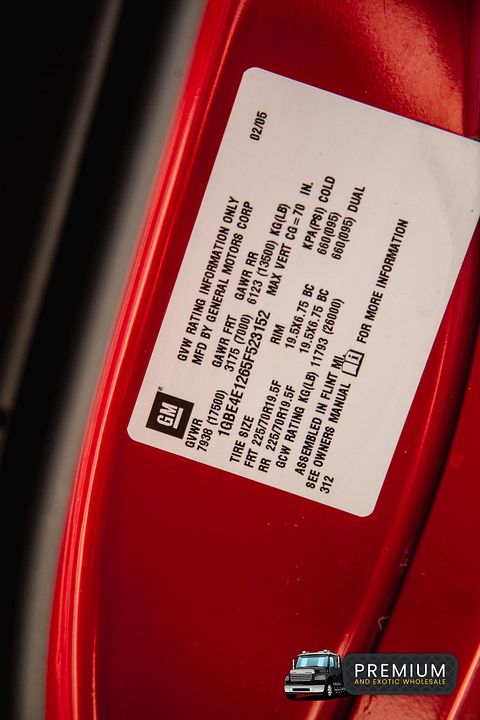 GVW RATING INFORMATION ONLY 02/05
GM ® MFD BY GENERAL MOTORS CORP
GVWR GAWR FRT GAWR RR
7938 (17500) 3175 (7000) 6123 (13500) KG(LB)
1GBE4E1265F523152 MAX VERT CG = 70 IN.
TIRE SIZE RIM KPA(PSI) COLD
FRT 225/70R19.5F 19.5X6.75 BC 660(095)
RR 225/70R19.5F 19.5X6.75 BC 660(095) DUAL
GCW RATING KG(LB) 11793 (26000)
ASSEMBLED IN FLINT MI.
SEE OWNERS MANUAL i FOR MORE INFORMATION
312
PREMIUM
AND EXOTIC WHOLESALE